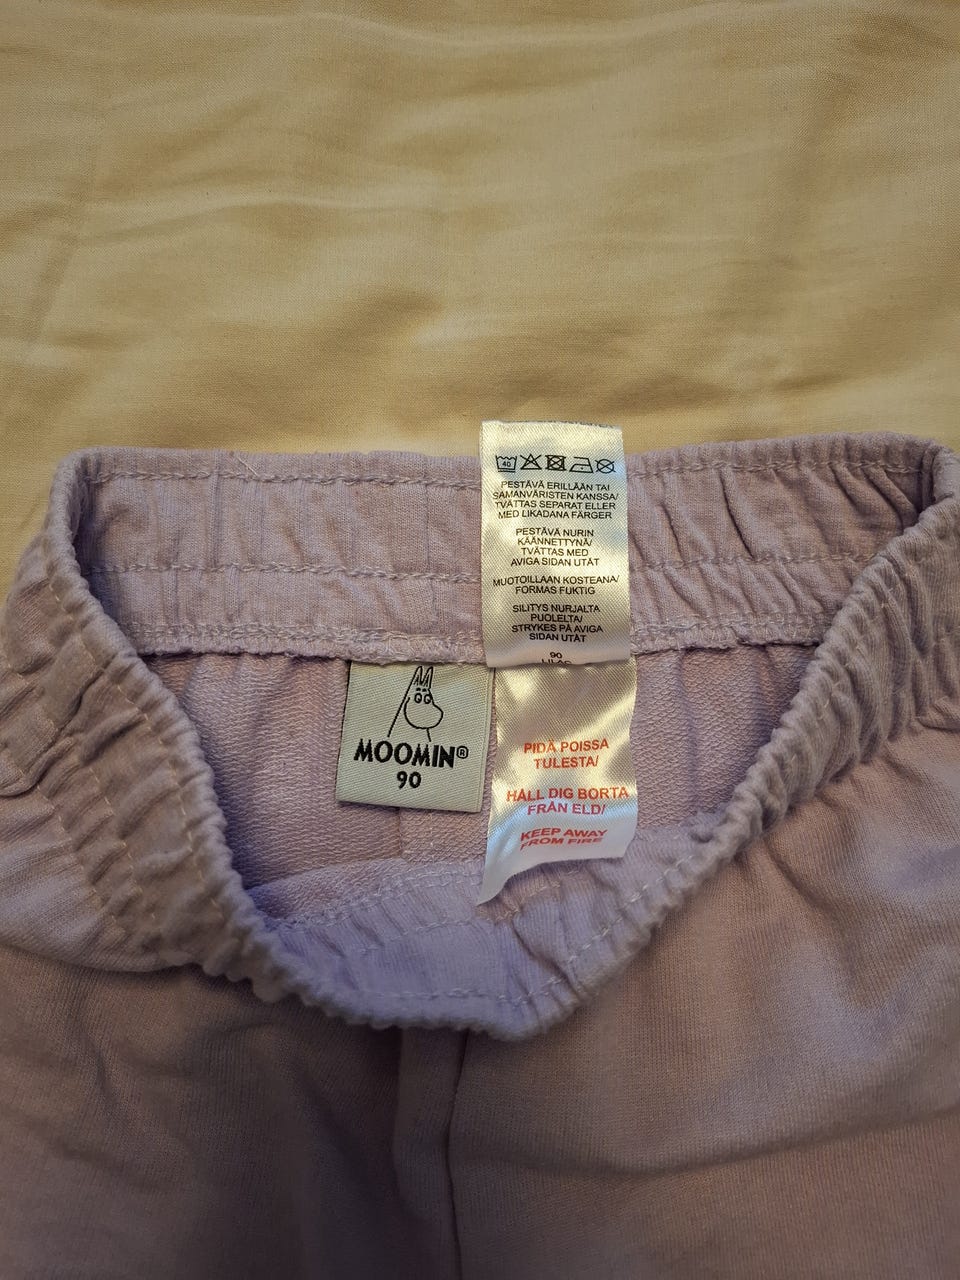 40
PESTÄVÄ ERILLÄÄN TAI
SAMANVÄRISTEN KANSSA/
TVÄTTAS SEPARAT ELLER
MED LIKADANA FÄRGER
PESTÄVÄ NURIN
KÄÄNNETTYNÄ/
TVÄTTAS MED
AVIGA SIDAN UTÅT
MUOTOILLAAN KOSTEANA/
FORMAS FUKTIG
SILITYS NURJALTA
PUOLELTA/
STRYKES PÅ AVIGA
SIDAN UTÅT
90
MOOMIN®
90
PIDÄ POISSA
TULESTA/
HÅLL DIG BORTA
FRÅN ELD/
KEEP AWAY
FROM FIRE